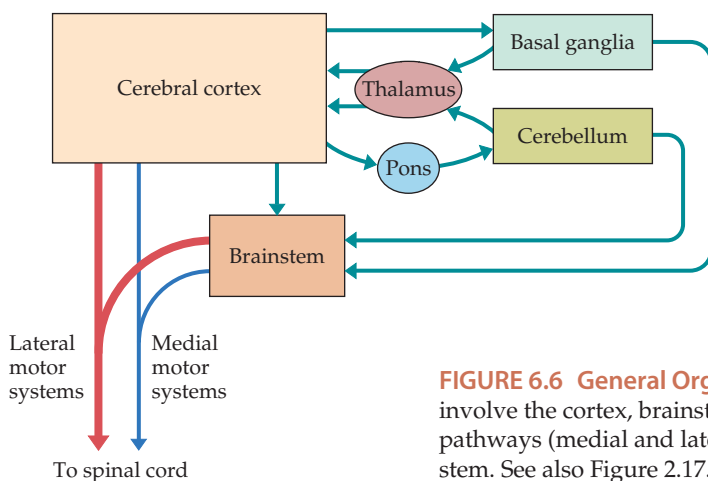 Cerebral cortex
Basal ganglia
Thalamus
Cerebellum
Pons
Brainstem
Lateral
motor
systems
Medial
motor
systems
To spinal cord
FIGURE 6.6 General Org
involve the cortex, brainst
pathways (medial and late
stem. See also Figure 2.17.